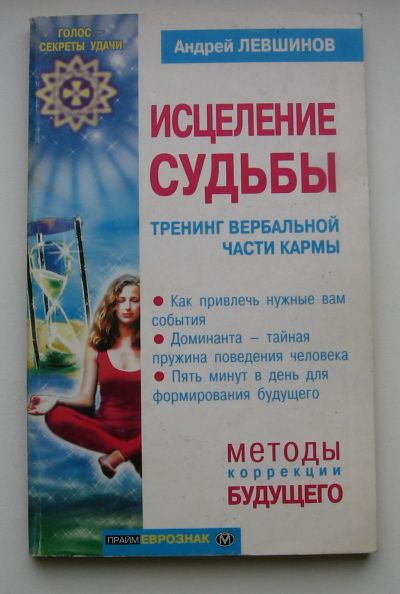 ГОЛОС –
СЕКРЕТЫ УДАЧИ
Андрей ЛЕВШИНОВ
ИСЦЕЛЕНИЕ
СУДЬБЫ
ТРЕНИНГ ВЕРБАЛЬНОЙ
ЧАСТИ КАРМЫ
● Как привлечь нужные вам
события
● Доминанта – тайная
пружина поведения человека
● Пять минут в день для
формирования будущего
МЕТОДЫ
КОРРЕКЦИИ
БУДУЩЕГО
ПРАЙМ ЕВРОЗНАК М